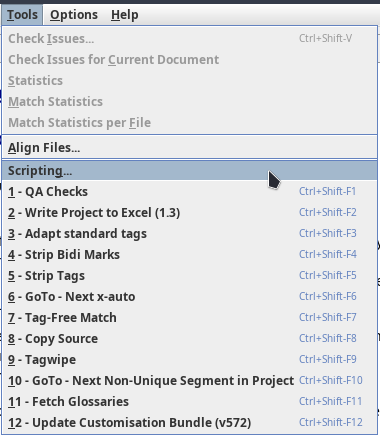 Tools Options Help
Check Issues... Ctrl+Shift-V
Check Issues for Current Document
Statistics
Match Statistics
Match Statistics per File
Align Files...
Scripting...
1 - QA Checks Ctrl+Shift-F1
2 - Write Project to Excel (1.3) Ctrl+Shift-F2
3 - Adapt standard tags Ctrl+Shift-F3
4 - Strip Bidi Marks Ctrl+Shift-F4
5 - Strip Tags Ctrl+Shift-F5
6 - GoTo - Next x-auto Ctrl+Shift-F6
7 - Tag-Free Match Ctrl+Shift-F7
8 - Copy Source Ctrl+Shift-F8
9 - Tagwipe Ctrl+Shift-F9
10 - GoTo - Next Non-Unique Segment in Project Ctrl+Shift-F10
11 - Fetch Glossaries Ctrl+Shift-F11
12 - Update Customisation Bundle (v572) Ctrl+Shift-F12